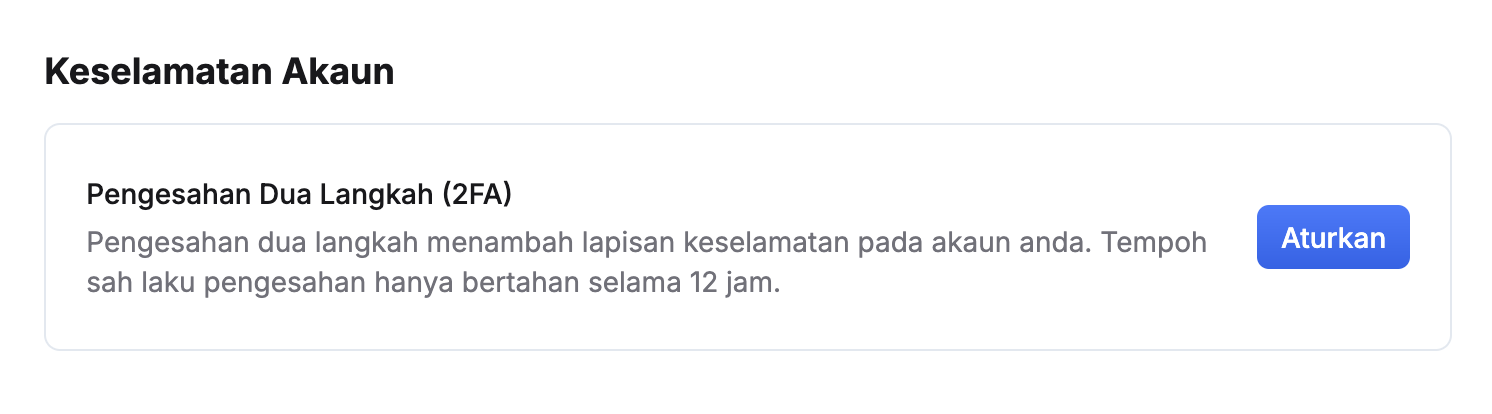 Keselamatan Akaun
Pengesahan Dua Langkah (2FA)
Pengesahan dua langkah menambah lapisan keselamatan pada akaun anda. Tempoh
sah laku pengesahan hanya bertahan selama 12 jam.
Aturkan